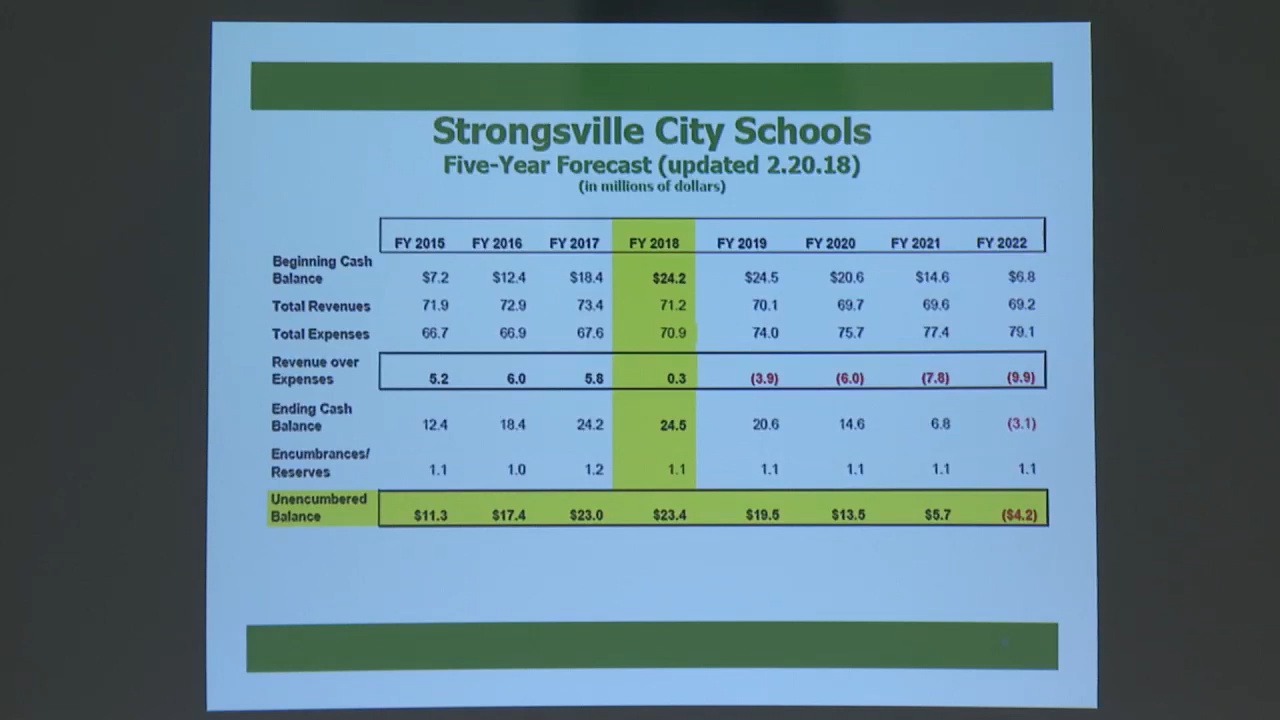 Strongsville City Schools
Five-Year Forecast (updated 2.20.18)
(in millions of dollars)
FY 2015 FY 2016 FY 2017 FY 2018 FY 2019 FY 2020 FY 2021 FY 2022
Beginning Cash
Balance $7.2 $12.4 $18.4 $24.2 $24.5 $20.6 $14.6 $6.8
Total Revenues 71.9 72.9 73.4 71.2 70.1 69.7 69.6 69.2
Total Expenses 66.7 66.9 67.6 70.9 74.0 75.7 77.4 79.1
Revenue over
Expenses 5.2 6.0 5.8 0.3 (3.9) (6.0) (7.8) (9.9)
Ending Cash
Balance 12.4 18.4 24.2 24.5 20.6 14.6 6.8 (3.1)
Encumbrances/
Reserves 1.1 1.0 1.2 1.1 1.1 1.1 1.1 1.1
Unencumbered
Balance $11.3 $17.4 $23.0 $23.4 $19.5 $13.5 $5.7 ($4.2)